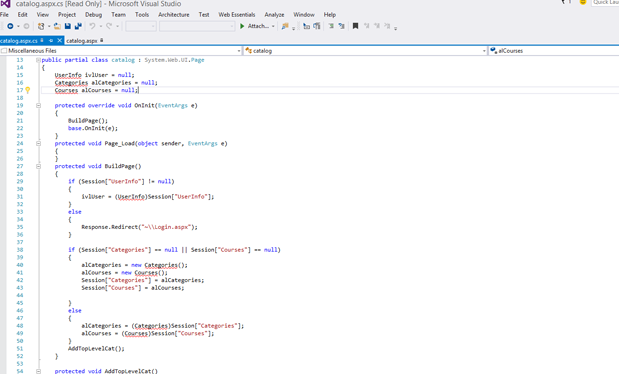 catalog.aspx.cs [Read Only] - Microsoft Visual Studio
Quick Lau
File Edit View Project Debug Team Tools Architecture Test Web Essentials Analyze Window Help
Attach...
catalog.aspx.cs catalog.aspx
Miscellaneous Files catalog alCourses
13 public partial class catalog : System.Web.UI.Page
14 {
15 UserInfo ivlUser = null;
16 Categories alCategories = null;
17 Courses alCourses = null;
18
19 protected override void OnInit(EventArgs e)
20 {
21 BuildPage();
22 base.OnInit(e);
23 }
24 protected void Page_Load(object sender, EventArgs e)
25 {
26 }
27 protected void BuildPage()
28 {
29 if (Session["UserInfo"] != null)
30 {
31 ivlUser = (UserInfo)Session["UserInfo"];
32 }
33 else
34 {
35 Response.Redirect("~\\Login.aspx");
36 }
37
38 if (Session["Categories"] == null || Session["Courses"] == null)
39 {
40 alCategories = new Categories();
41 alCourses = new Courses();
42 Session["Categories"] = alCategories;
43 Session["Courses"] = alCourses;
44
45 }
46 else
47 {
48 alCategories = (Categories)Session["Categories"];
49 alCourses = (Courses)Session["Courses"];
50 }
51 AddTopLevelCat();
52 }
53
54 protected void AddTopLevelCat()